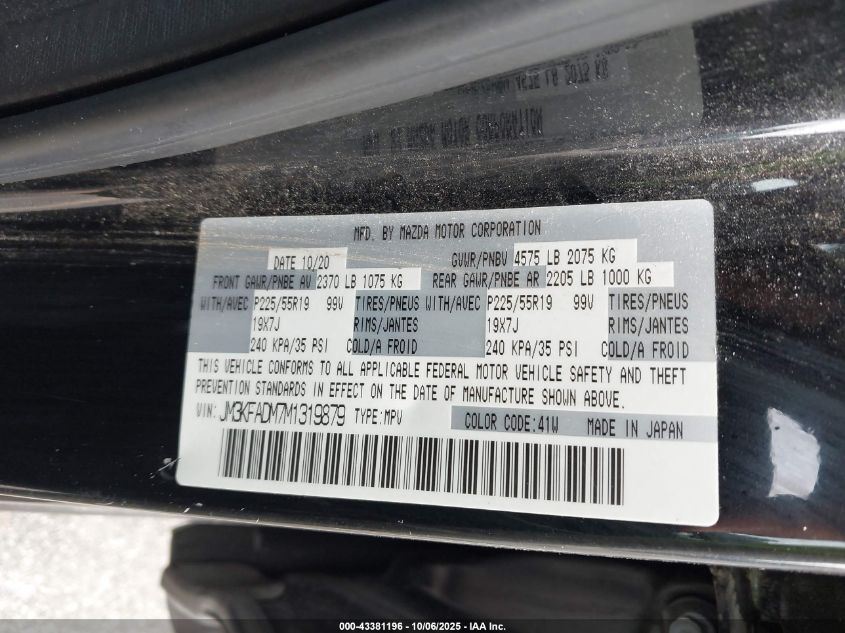 MFD. BY MAZDA MOTOR CORPORATION
DATE 10/20 GVWR/PNBV 4575 LB 2075 KG
FRONT GAWR/PNBE AV 2370 LB 1075 KG REAR GAWR/PNBE AR 2205 LB 1000 KG
WITH/AVEC P225/55R19 99V TIRES/PNEUS WITH/AVEC P225/55R19 99V TIRES/PNEUS
19X7J RIMS/JANTES 19X7J RIMS/JANTES
240 KPA/35 PSI COLD/A FROID 240 KPA/35 PSI COLD/A FROID
THIS VEHICLE CONFORMS TO ALL APPLICABLE FEDERAL MOTOR VEHICLE SAFETY AND THEFT
PREVENTION STANDARDS IN EFFECT ON THE DATE OF MANUFACTURE SHOWN ABOVE.
VIN: JM3KFADM7M1319879 TYPE:MPV COLOR CODE:41W MADE IN JAPAN
000-43381196 - 10/06/2025 - IAA Inc.